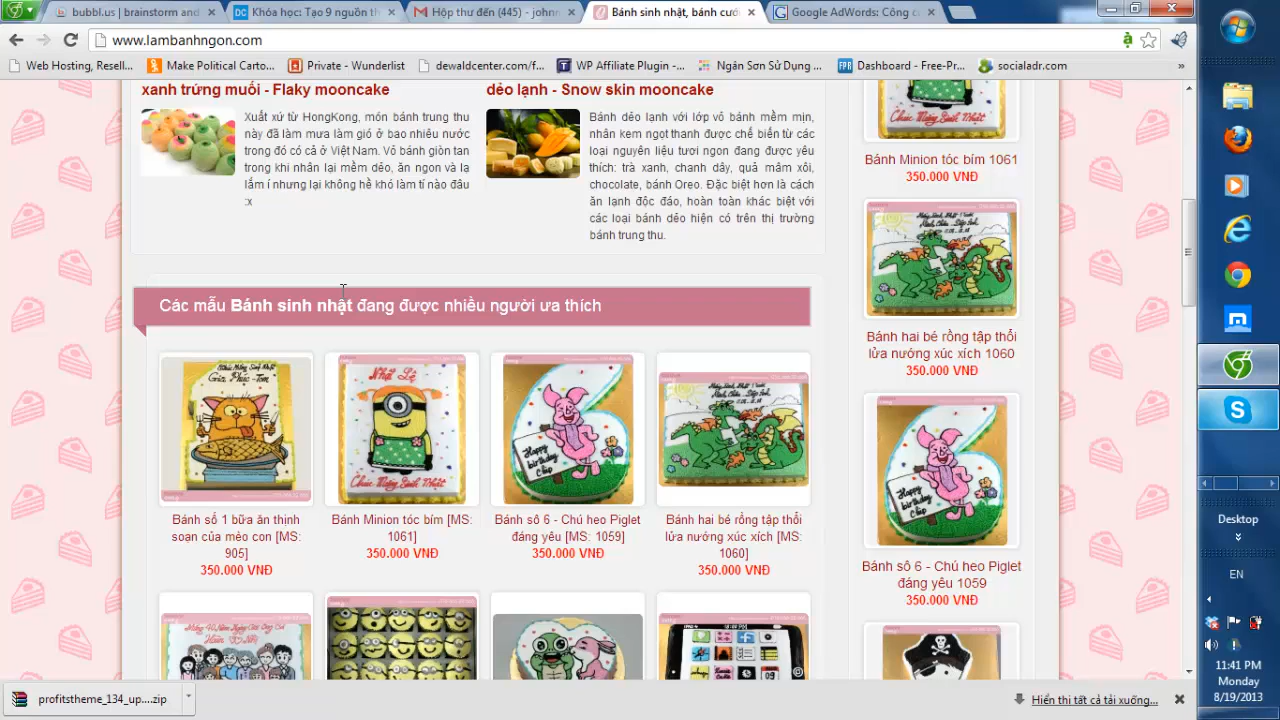 bubbl.us | brainstorm and
Khóa học: Tạo 9 nguồn th
Hộp thư đến (445) - johnr
Bánh sinh nhật, bánh cướ
Google AdWords: Công c
www.lambanhngon.com
Web Hosting, Resell...
Make Political Carto...
Private - Wunderlist
dewaldcentor.com/f...
WP Affiliate Plugin -...
Ngân Sơn Sử Dụng ...
Dashboard - Free-Pr...
socialadr.com
»
xanh trứng muối - Flaky mooncake
Xuất xứ từ HongKong, món bánh trung thu
này đã làm mưa làm gió ở bao nhiêu nước
trong đó có cả ở Việt Nam. Vỏ bánh giòn tan
trong khi nhân lại mềm dẻo, ăn ngon và lạ
lắm í nhưng lại không hề khó làm tí nào đâu
:x
dẻo lạnh - Snow skin mooncake
Bánh dẻo lạnh với lớp vỏ bánh mềm mịn,
nhân kem ngọt thanh được chế biến từ các
loại nguyên liệu tươi ngon đang được yêu
thích: trà xanh, chanh dây, quả mâm xôi,
chocolate, bánh Oreo. Đặc biệt hơn là cách
ăn lạnh độc đáo, hoàn toàn khác biệt với
các loại bánh dẻo hiện có trên thị trường
bánh trung thu.
Các mẫu Bánh sinh nhật đang được nhiều người ưa thích
Bánh số 1 bữa ăn thịnh
soạn của mèo con [MS:
905]
350.000 VNĐ
Nhật Lệ
Chúc Mừng Sinh Nhật
Bánh Minion tóc bím [MS:
1061]
350.000 VNĐ
Happy
birthday
Chip
Bánh số 6 - Chú heo Piglet
đáng yêu [MS: 1059]
350.000 VNĐ
Bánh hai bé rồng tập thổi
lửa nướng xúc xích [MS:
1060]
350.000 VNĐ
Chúc Mừng Sinh Nhật
Bánh Minion tóc bím 1061
350.000 VNĐ
Bánh hai bé rồng tập thổi
lửa nướng xúc xích 1060
350.000 VNĐ
Happy
birthday
Chip
Bánh số 6 - Chú heo Piglet
đáng yêu 1059
350.000 VNĐ
profitstheme_134_up....zip
Hiển thị tất cả tải xuống...
Desktop
EN
11:41 PM
Monday
8/19/2013